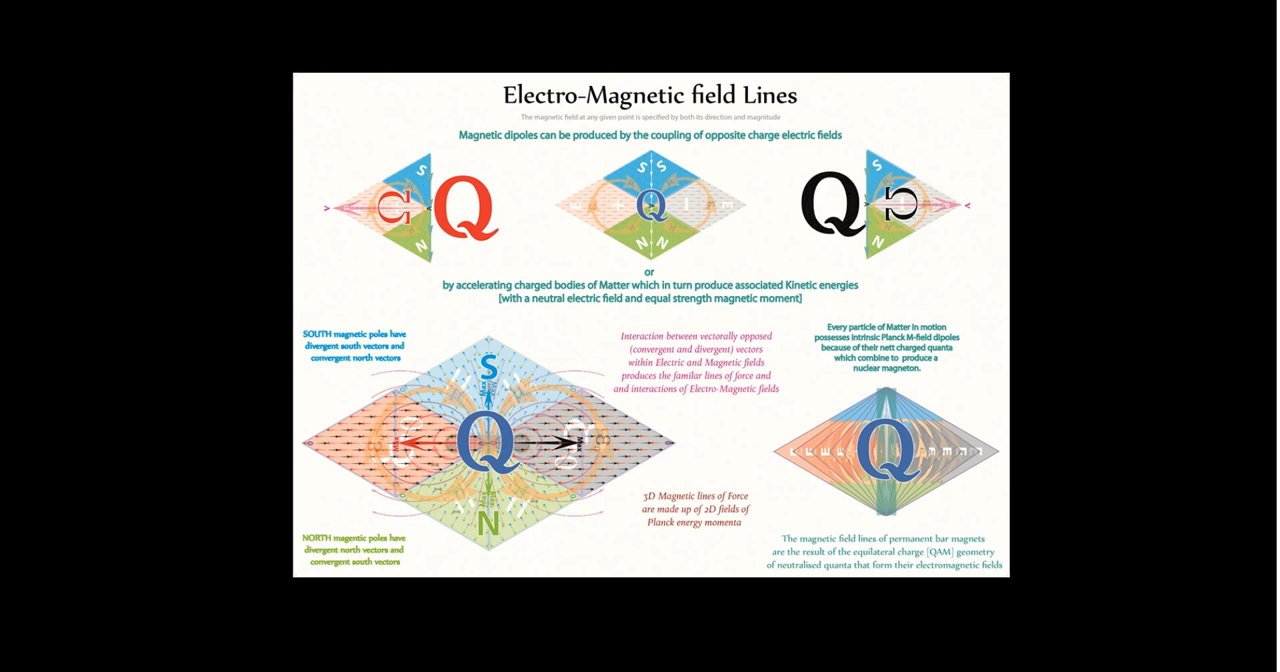 Electro-Magnetic field Lines
The magnetic field at any given point is specified by both its direction and magnitude
Magnetic dipoles can be produced by the coupling of opposite charge electric fields
S
Q
N
S S
Q
N N
Q
S
N
or
by accelerating charged bodies of Matter which in turn produce associated Kinetic energies
[with a neutral electric field and equal strength magnetic moment]
SOUTH magnetic poles have
divergent south vectors and
convergent north vectors
Interaction between vectorally opposed
(convergent and divergent) vectors
within Electric and Magnetic fields
produces the familar lines of force and
and interactions of Electro-Magnetic fields
Every particle of Matter in motion
possesses intrinsic Planck M-field dipoles
because of their nett charged quanta
which combine to produce a
nuclear magneton.
S
Max
Q
Max
Max
N
Q
3D Magnetic lines of Force
are made up of 2D fields of
Planck energy momenta
NORTH magentic poles have
divergent north vectors and
convergent south vectors
The magnetic field lines of permanent bar magnets
are the result of the equilateral charge [QAM] geometry
of neutralised quanta that form their electromagnetic fields